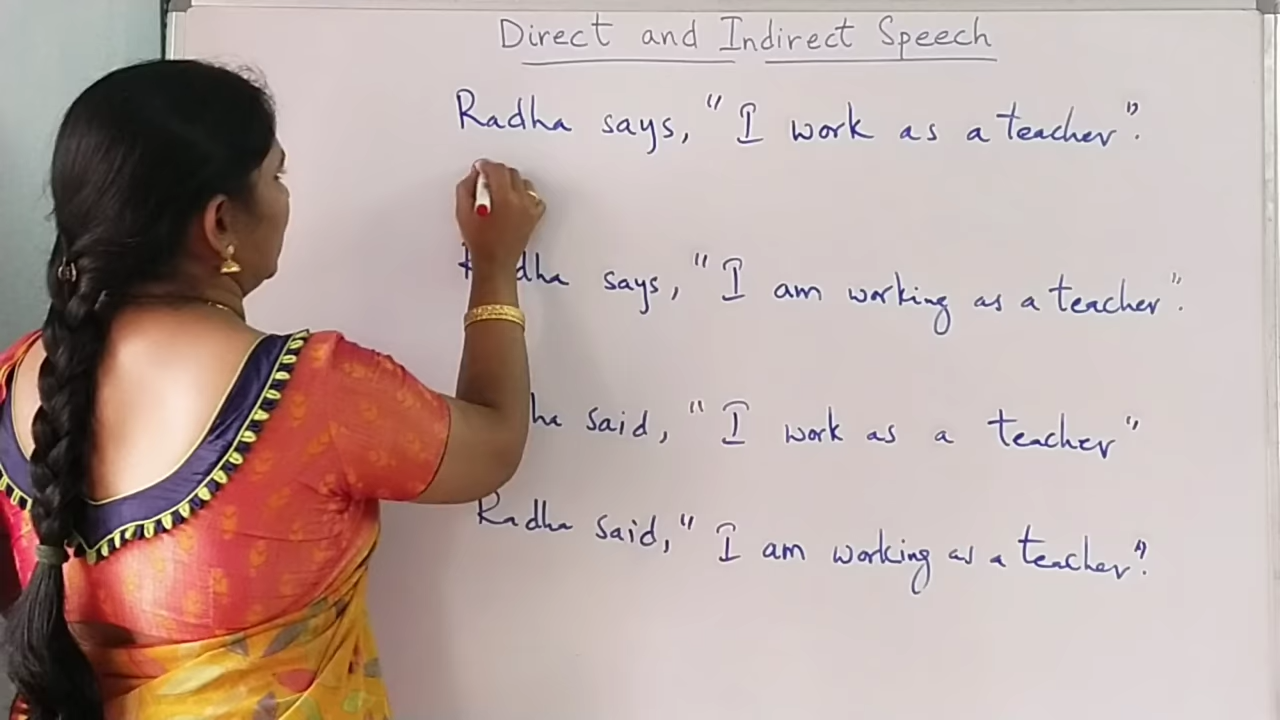 Direct and Indirect Speech
Radha says, "I work as a teacher".
says, "I am working as a teacher".
said, "I work as a teacher"
Radha said, "I am working as a teacher".